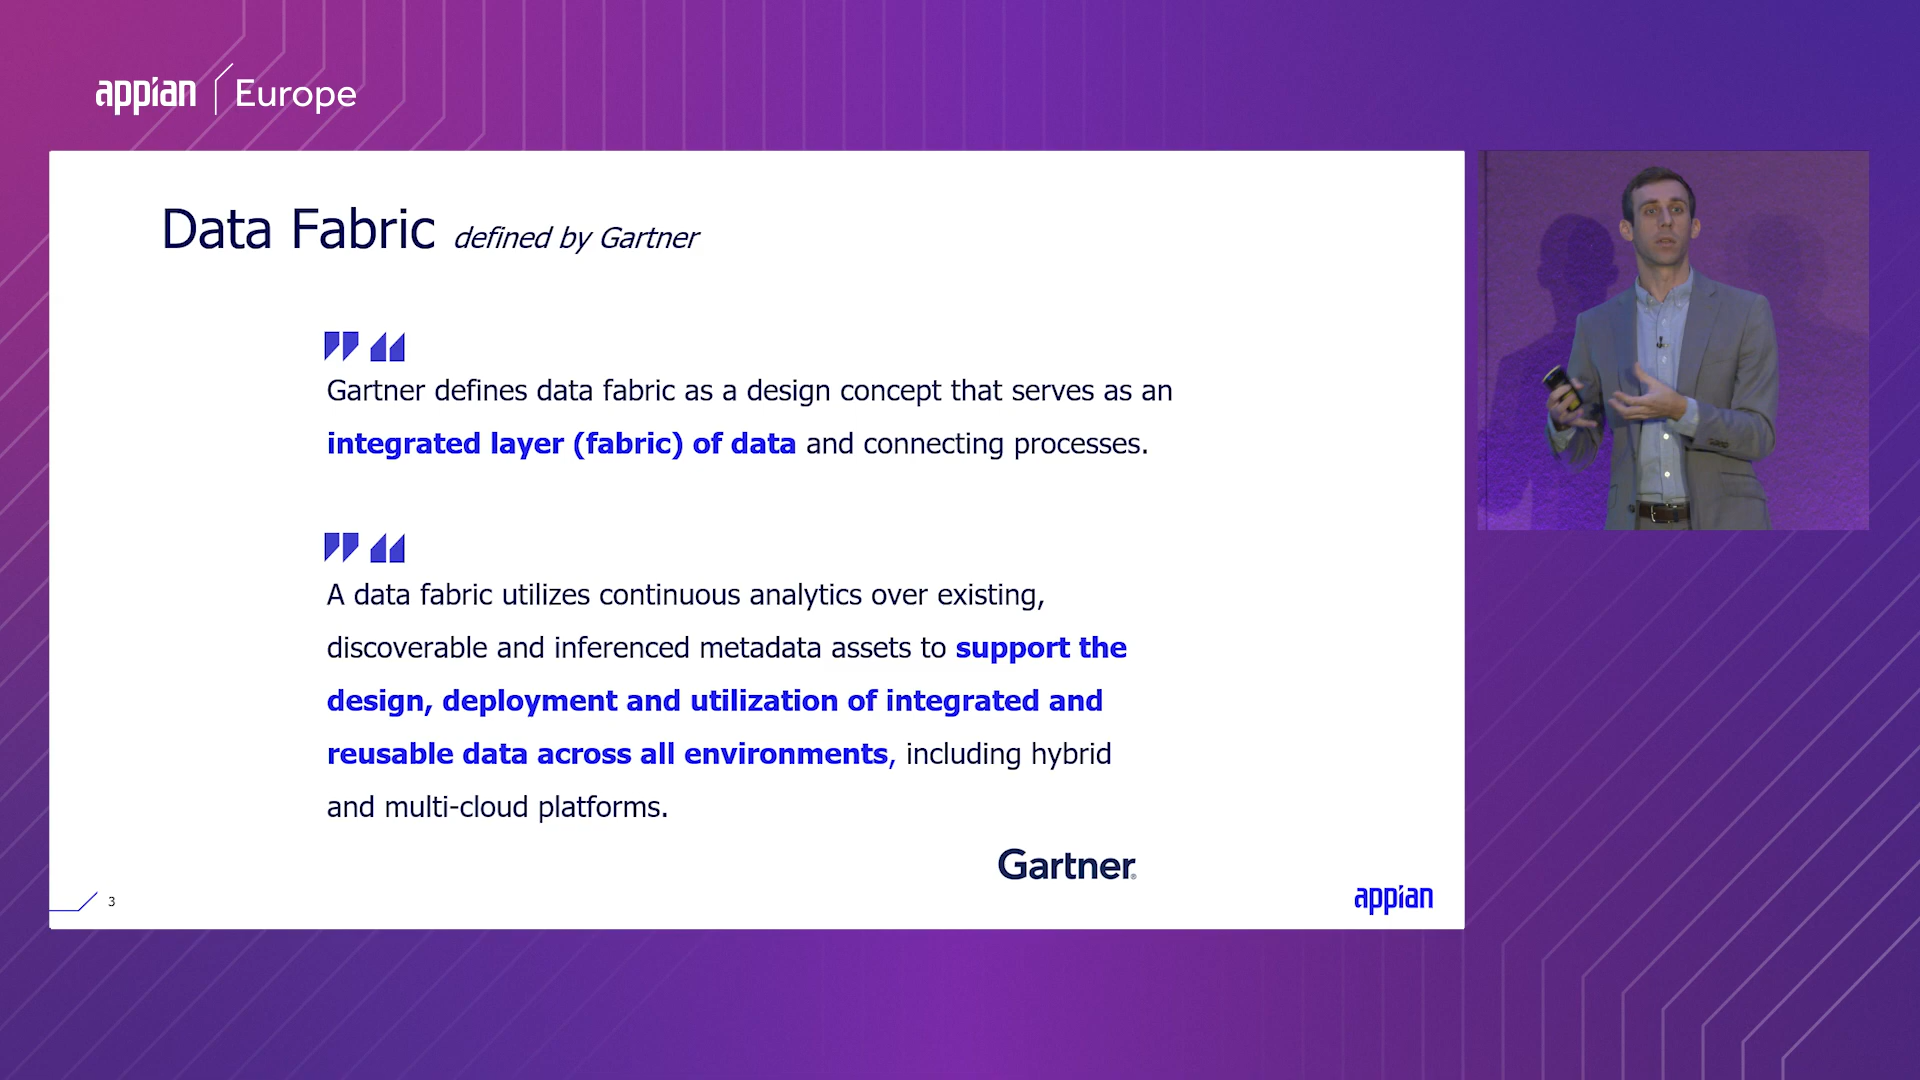 appian Europe
Data Fabric defined by Gartner
Gartner defines data fabric as a design concept that serves as an
integrated layer (fabric) of data and connecting processes.
A data fabric utilizes continuous analytics over existing,
discoverable and inferenced metadata assets to support the
design, deployment and utilization of integrated and
reusable data across all environments, including hybrid
and multi-cloud platforms.
Gartner®
3
appian